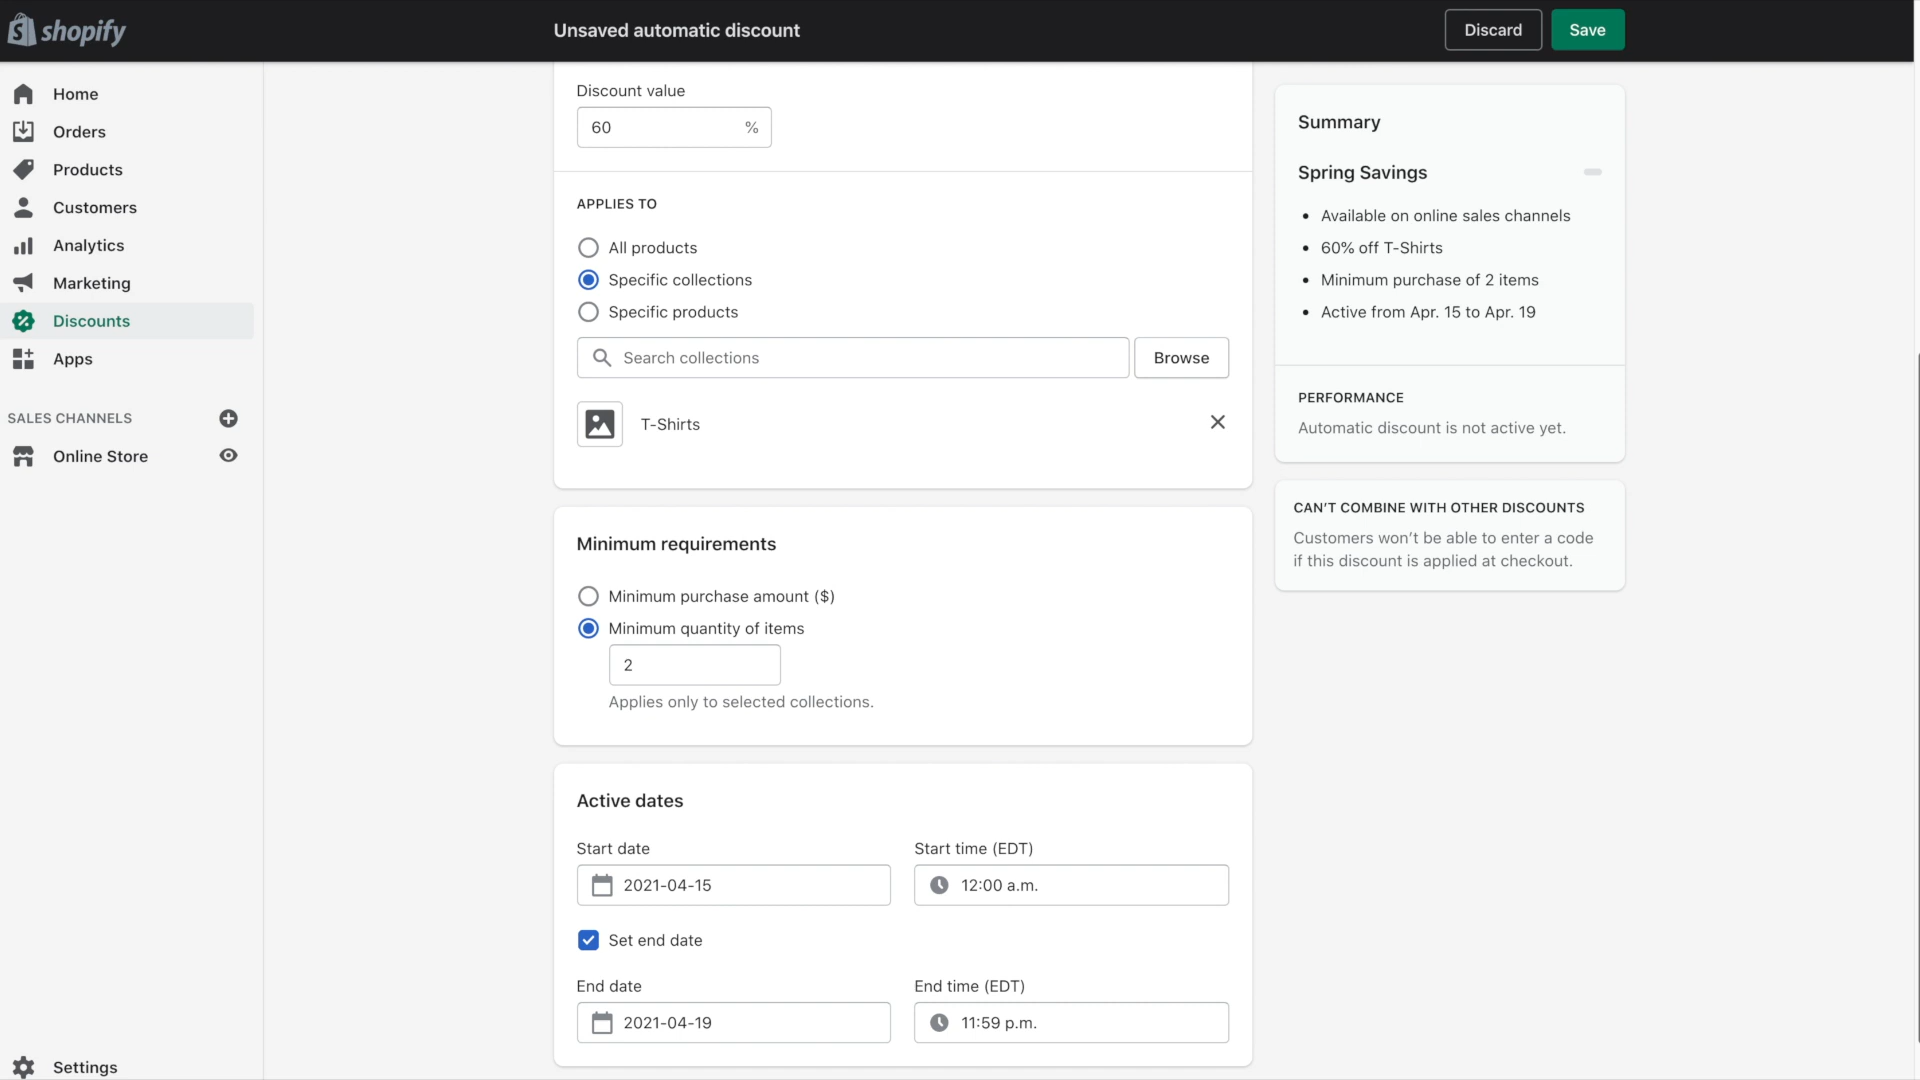 shopify
Unsaved automatic discount
Discard
Save
Home
Orders
Products
Customers
Analytics
Marketing
Discounts
Apps
SALES CHANNELS
Online Store
Settings
Discount value
60 %
APPLIES TO
All products
Specific collections
Specific products
Search collections
Browse
T-Shirts
Minimum requirements
Minimum purchase amount ($)
Minimum quantity of items
2
Applies only to selected collections.
Active dates
Start date
2021-04-15
Start time (EDT)
12:00 a.m.
Set end date
End date
2021-04-19
End time (EDT)
11:59 p.m.
Summary
Spring Savings
• Available on online sales channels
• 60% off T-Shirts
• Minimum purchase of 2 items
• Active from Apr. 15 to Apr. 19
PERFORMANCE
Automatic discount is not active yet.
CAN’T COMBINE WITH OTHER DISCOUNTS
Customers won’t be able to enter a code
if this discount is applied at checkout.